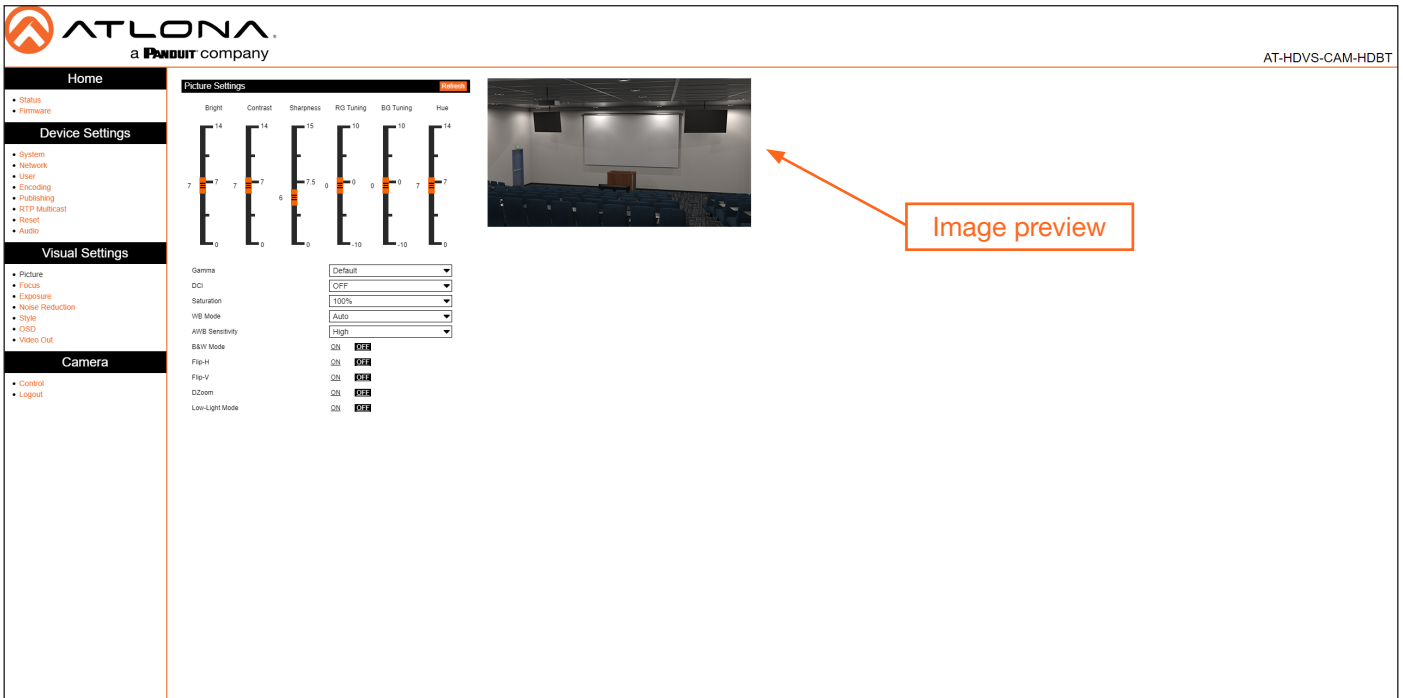 ATLONA.
a PANDUIT company
AT-HDVS-CAM-HDBT
Home
• Status
• Firmware
Device Settings
• System
• Network
• User
• Encoding
• Publishing
• RTP Multicast
• Reset
• Audio
Visual Settings
• Picture
• Focus
• Exposure
• Noise Reduction
• Style
• OSD
• Video Out
Camera
• Control
• Logout
Picture Settings Refresh
Bright Contrast Sharpness RG Tuning BG Tuning Hue
14 14 15 10 10 14
7 7 7 7 7.5 0 0 0 0 7 7
6
0 0 0 -10 -10 0
Gamma Default
DCI OFF
Saturation 100%
WB Mode Auto
AWB Sensitivity High
B&W Mode ON OFF
Flip-H ON OFF
Flip-V ON OFF
DZoom ON OFF
Low-Light Mode ON OFF
Image preview